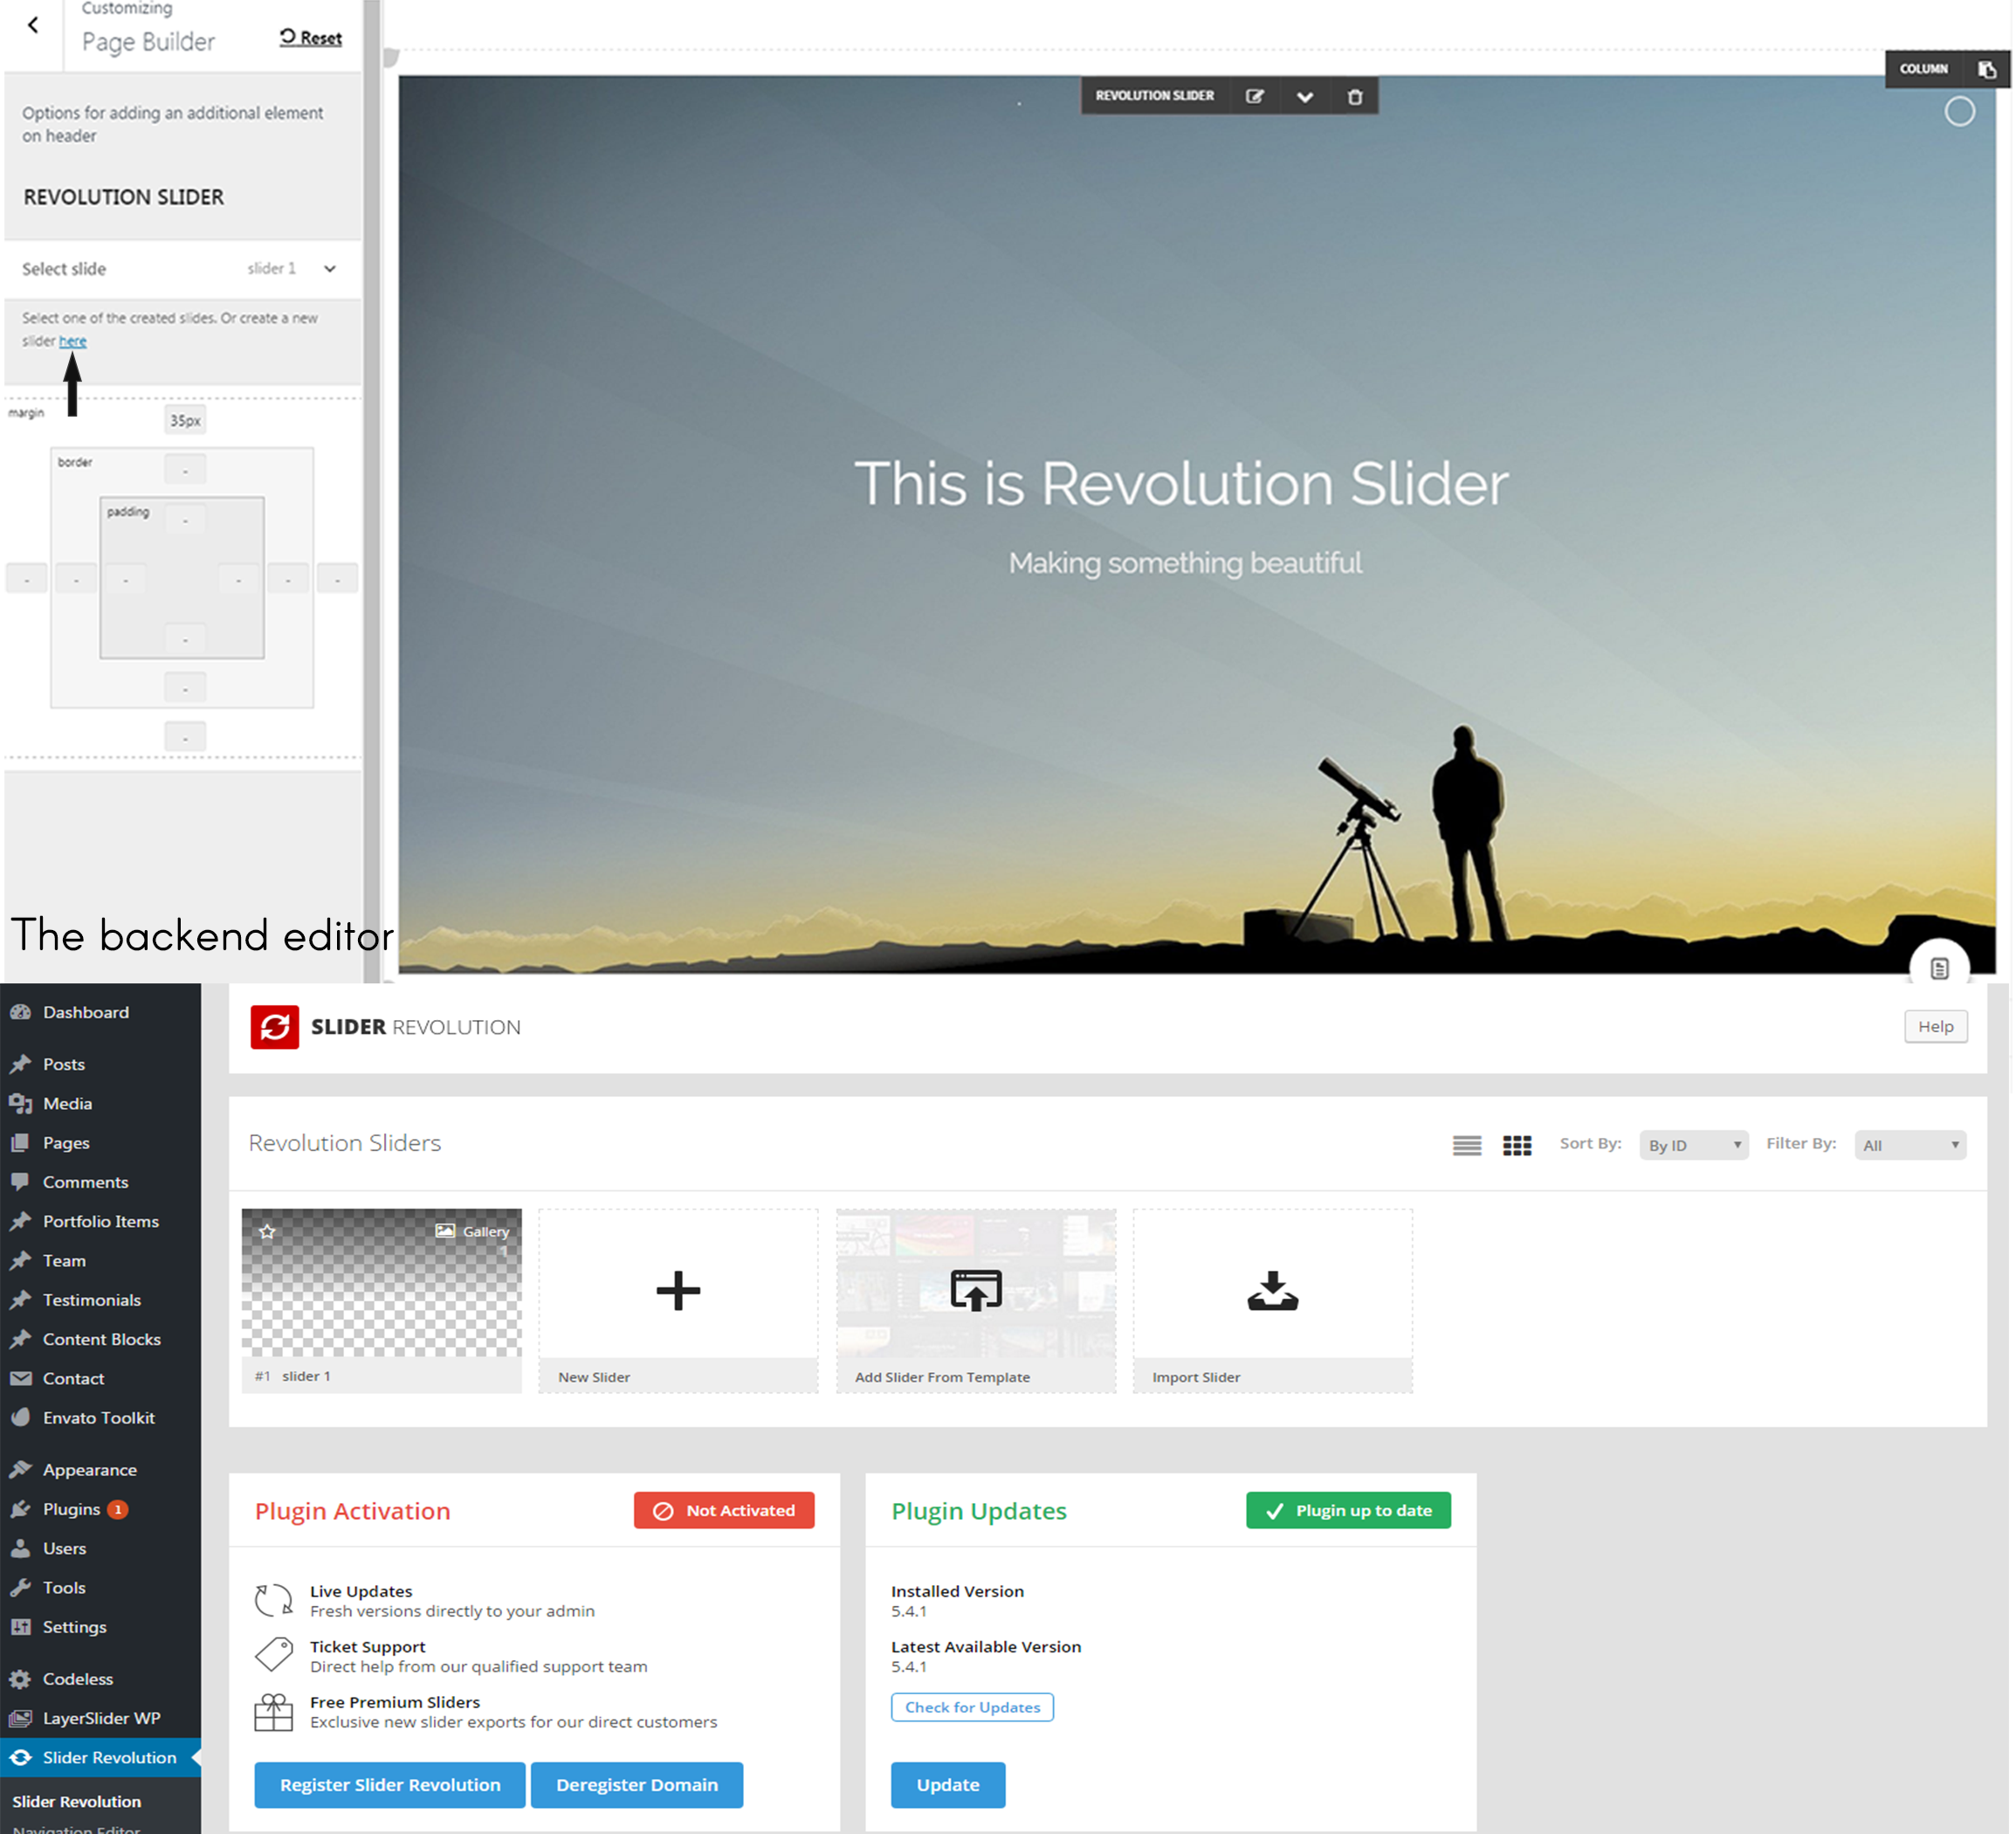 Customizing
Page Builder
Reset
Options for adding an additional element
on header
REVOLUTION SLIDER
Select slide
slider 1
Select one of the created slides. Or create a new
slider here
margin
35px
border
-
padding
-
- - - - - -
-
-
-
The backend editor
COLUMN
REVOLUTION SLIDER
This is Revolution Slider
Making something beautiful
Dashboard
Posts
Media
Pages
Comments
Portfolio Items
Team
Testimonials
Content Blocks
Contact
Envato Toolkit
Appearance
Plugins 1
Users
Tools
Settings
Codeless
LayerSlider WP
Slider Revolution
Slider Revolution
Navigation Editor
SLIDER REVOLUTION
Help
Revolution Sliders
Sort By: By ID Filter By: All
Gallery
1
#1 slider 1
New Slider
Add Slider From Template
Import Slider
Plugin Activation
Not Activated
Live Updates
Fresh versions directly to your admin
Ticket Support
Direct help from our qualified support team
Free Premium Sliders
Exclusive new slider exports for our direct customers
Register Slider Revolution
Deregister Domain
Plugin Updates
Plugin up to date
Installed Version
5.4.1
Latest Available Version
5.4.1
Check for Updates
Update